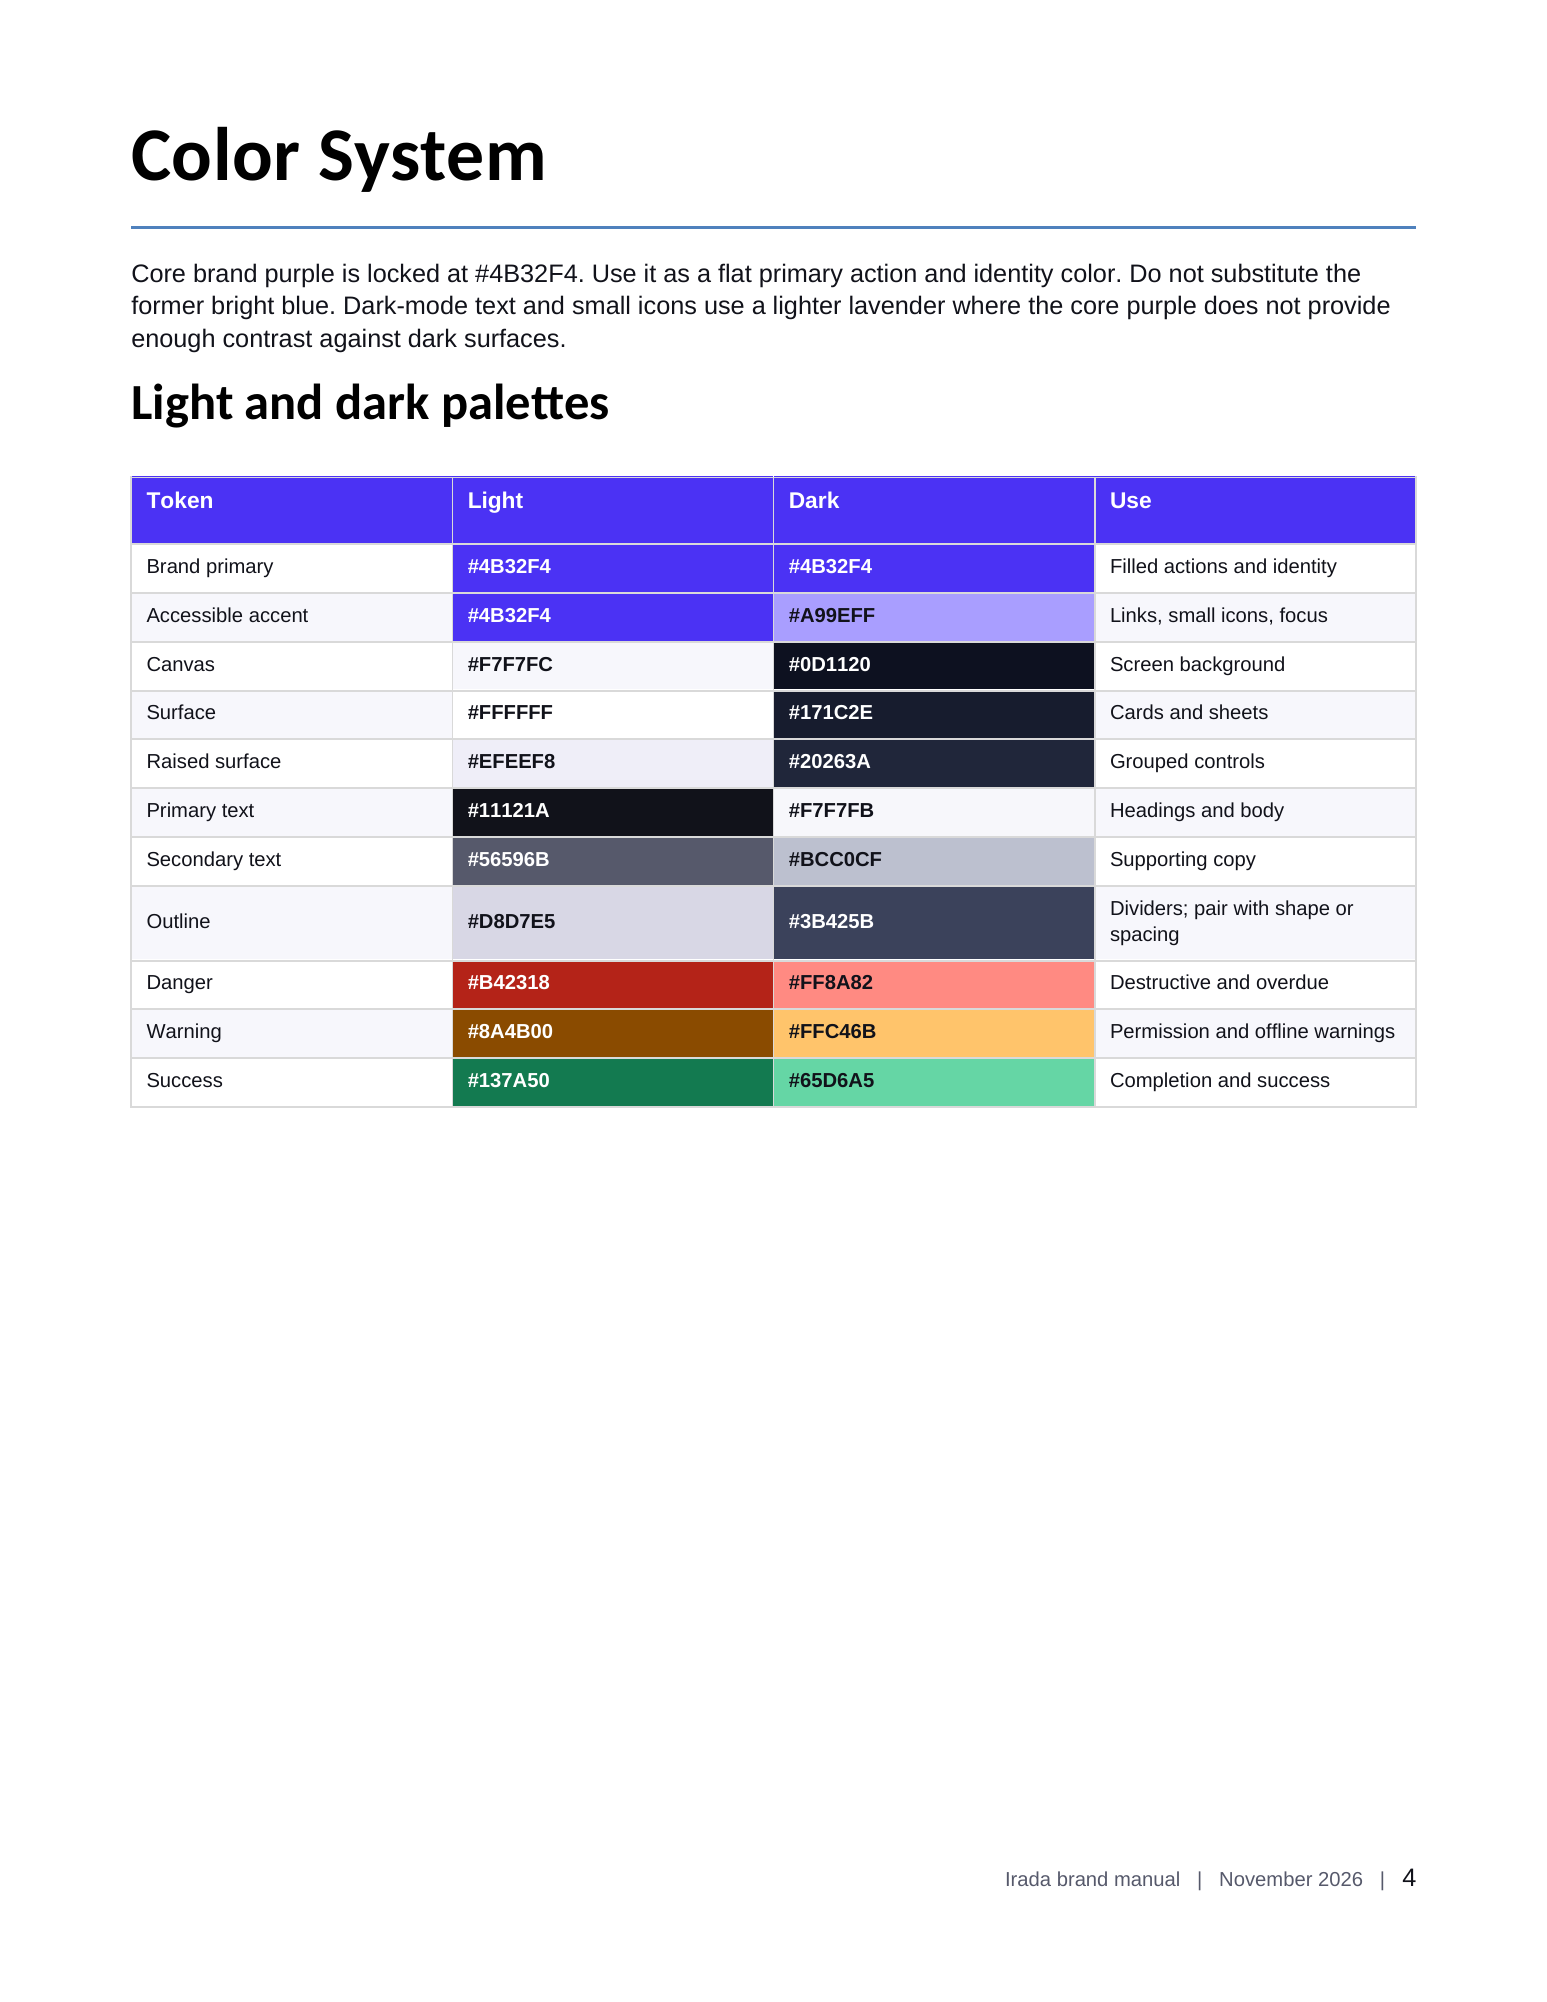 Color System
Core brand purple is locked at #4B32F4. Use it as a flat primary action and identity color. Do not substitute the
former bright blue. Dark-mode text and small icons use a lighter lavender where the core purple does not provide
enough contrast against dark surfaces.
Light and dark palettes
Token Light Dark Use
Brand primary #4B32F4 #4B32F4 Filled actions and identity
Accessible accent #4B32F4 #A99EFF Links, small icons, focus
Canvas #F7F7FC #0D1120 Screen background
Surface #FFFFFF #171C2E Cards and sheets
Raised surface #EFEEF8 #20263A Grouped controls
Primary text #11121A #F7F7FB Headings and body
Secondary text #56596B #BCC0CF Supporting copy
Outline #D8D7E5 #3B425B Dividers; pair with shape or
spacing
Danger #B42318 #FF8A82 Destructive and overdue
Warning #8A4B00 #FFC46B Permission and offline warnings
Success #137A50 #65D6A5 Completion and success
Irada brand manual | November 2026 | 4